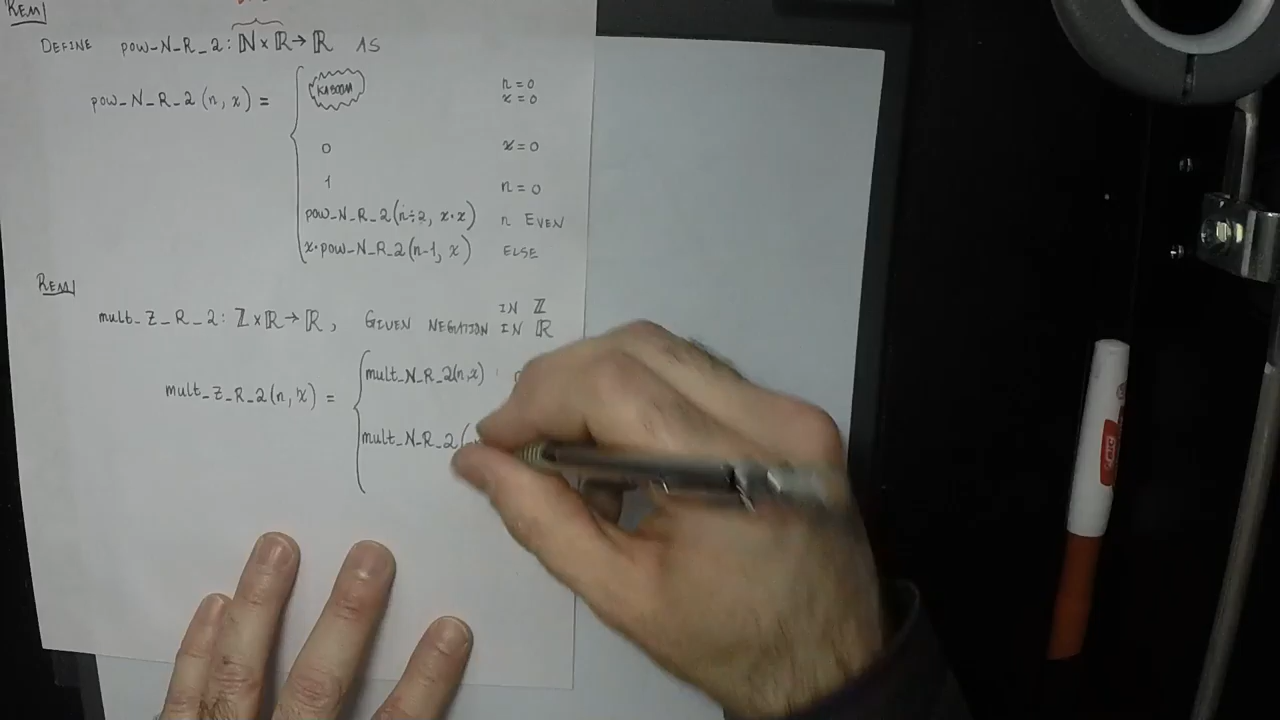 REM
DEFINE pow_N_R_2: ℕ×ℝ→ℝ AS
pow_N_R_2(n, x) = KABOOM n=0
x=0
0 x=0
1 n=0
pow_N_R_2(n÷2, x·x) n EVEN
x·pow_N_R_2(n-1, x) ELSE
REM
mult_Z_R_2: ℤ×ℝ→ℝ, GIVEN NEGATION IN ℤ
IN ℝ
mult_Z_R_2(n, x) = mult_N_R_2(n,x)
mult_N_R_2(